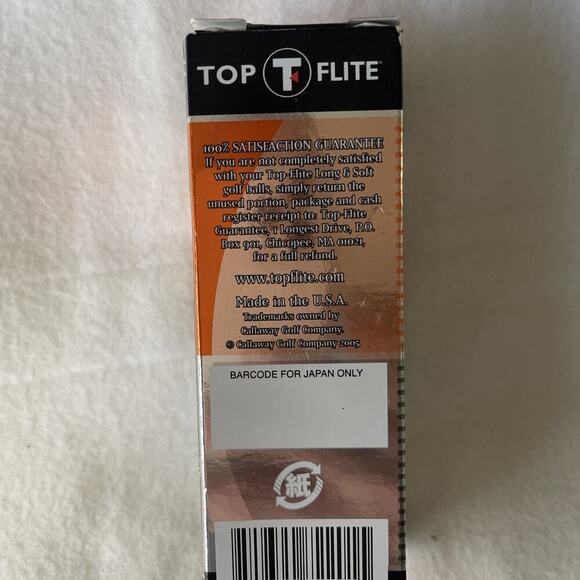 TOP T FLITE®
100% SATISFACTION GUARANTEE
If you are not completely satisfied
with your Top-Flite Long & Soft
golf balls, simply return the
unused portion, package and cash
register receipt to: Top-Flite
Guarantee, 1 Longest Drive, P.O.
Box 901, Chicopee, MA 01021,
for a full refund.
www.topflite.com
Made in the U.S.A.
Trademarks owned by
Callaway Golf Company.
© Callaway Golf Company 2005
BARCODE FOR JAPAN ONLY
紙